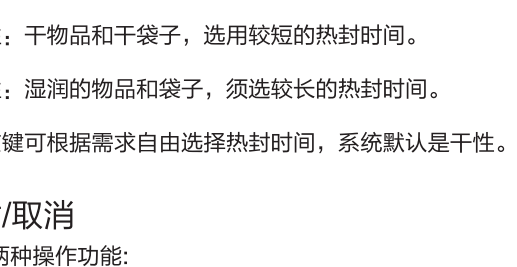 ：干物品和干袋子，选用较短的热封时间。
：湿润的物品和袋子，须选较长的热封时间。
键可根据需求自由选择热封时间，系统默认是干性。
/取消
两种操作功能: